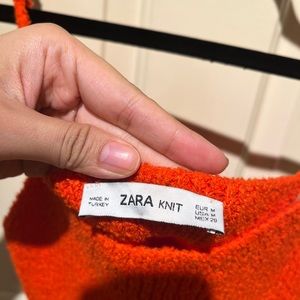 MADE IN
TURKEY
ZARA KNIT
EUR M
USA M
MEX 28